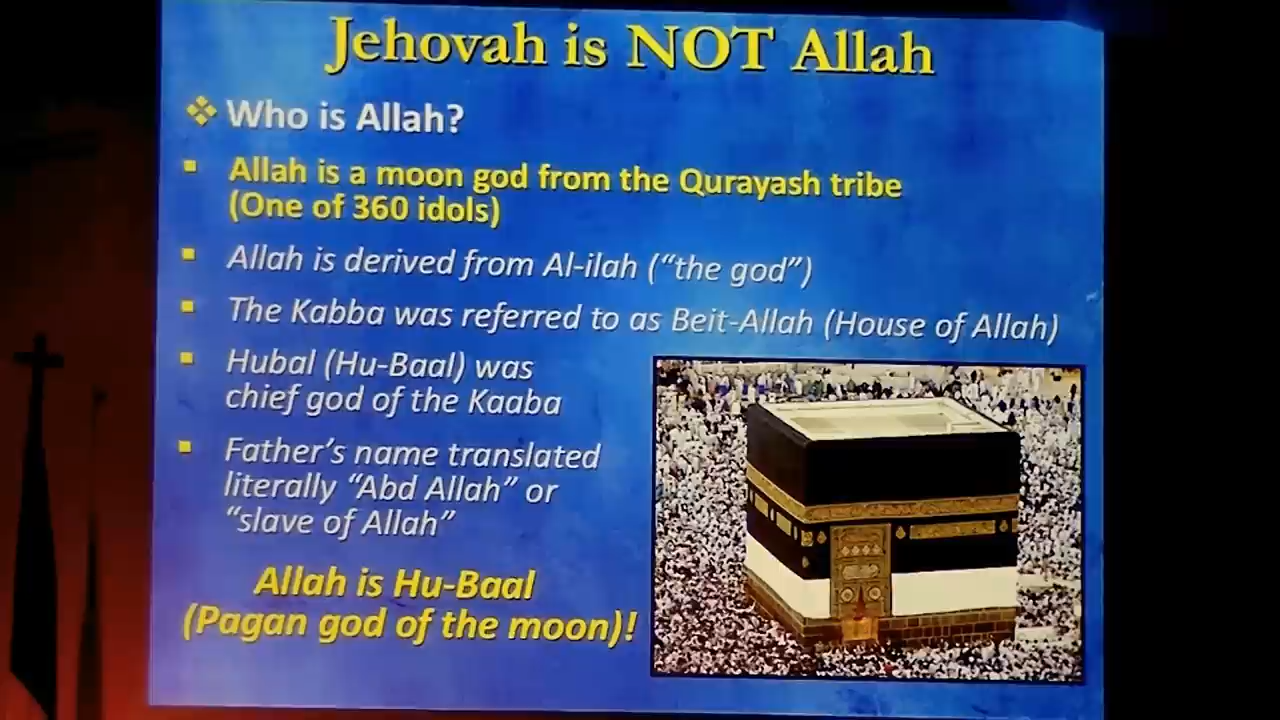 Jehovah is NOT Allah
Who is Allah?
Allah is a moon god from the Qurayash tribe
(One of 360 idols)
Allah is derived from Al-ilah (“the god”)
The Kabba was referred to as Beit-Allah (House of Allah)
Hubal (Hu-Baal) was
chief god of the Kaaba
Father’s name translated
literally “Abd Allah” or
“slave of Allah”
Allah is Hu-Baal
(Pagan god of the moon)!